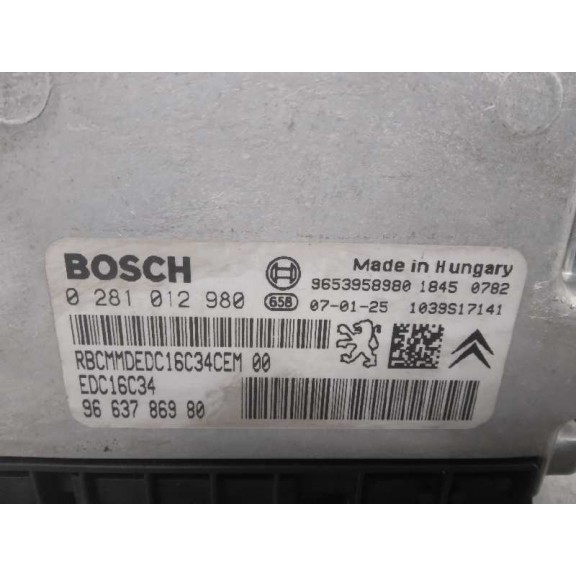 BOSCH
Made in Hungary
9653958980 1845 0782
0 281 012 980 658 07-01-25 1039S17141
RBCMMDEDC16C34CEM 00
EDC16C34
96 637 869 80